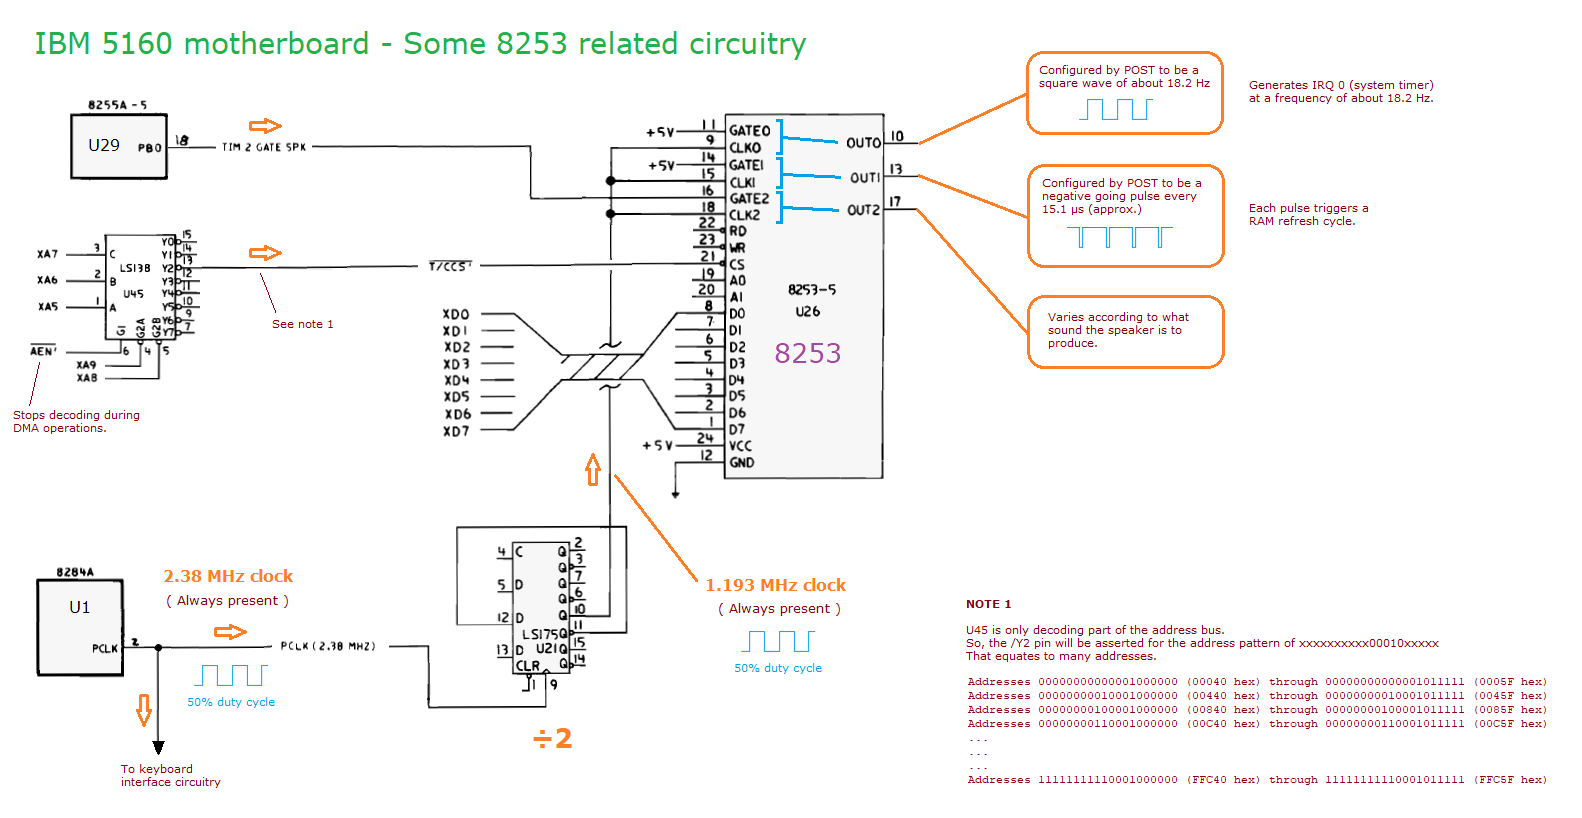 IBM 5160 motherboard - Some 8253 related circuitry
8255A-5
U29
PB0
18
TIM 2 GATE SPK
+5V
11
GATE0
9
CLK0
+5V
14
GATE1
15
CLK1
16
GATE2
18
CLK2
22
RD
23
WR
21
CS
19
A0
20
A1
8
D0
7
D1
6
D2
5
D3
4
D4
3
D5
2
D6
1
D7
+5V
24
VCC
12
GND
OUT0
10
OUT1
13
OUT2
17
8253-5
U26
8253
Configured by POST to be a
square wave of about 18.2 Hz
Generates IRQ 0 (system timer)
at a frequency of about 18.2 Hz.
Configured by POST to be a
negative going pulse every
15.1 µs (approx.)
Each pulse triggers a
RAM refresh cycle.
Varies according to what
sound the speaker is to
produce.
XA7
3
C
XA6
2
B
XA5
1
A
LS138
U45
Y0
15
Y1
14
Y2
13
Y3
12
Y4
11
Y5
10
Y6
9
Y7
7
G1
G2A
G2B
AEN'
6
4
5
XA9
XA8
T/CCS'
See note 1
Stops decoding during
DMA operations.
XD0
XD1
XD2
XD3
XD4
XD5
XD6
XD7
8284A
U1
PCLK
2
2.38 MHz clock
( Always present )
PCLK(2.38 MHZ)
50% duty cycle
To keyboard
interface circuitry
4
C
5
D
12
D
13
D
LS175
U21
CLR
1
9
Q
2
Q
3
Q
7
Q
6
Q
10
Q
11
Q
15
Q
14
÷2
1.193 MHz clock
( Always present )
50% duty cycle
NOTE 1
U45 is only decoding part of the address bus.
So, the /Y2 pin will be asserted for the address pattern of xxxxxxxxxx00010xxxxx
That equates to many addresses.
Addresses 00000000000001000000 (00040 hex) through 00000000000001011111 (0005F hex)
Addresses 00000000010001000000 (00440 hex) through 00000000010001011111 (0045F hex)
Addresses 00000000100001000000 (00840 hex) through 00000000100001011111 (0085F hex)
Addresses 00000000110001000000 (00C40 hex) through 00000000110001011111 (00C5F hex)
...
...
...
Addresses 11111111110001000000 (FFC40 hex) through 11111111110001011111 (FFC5F hex)